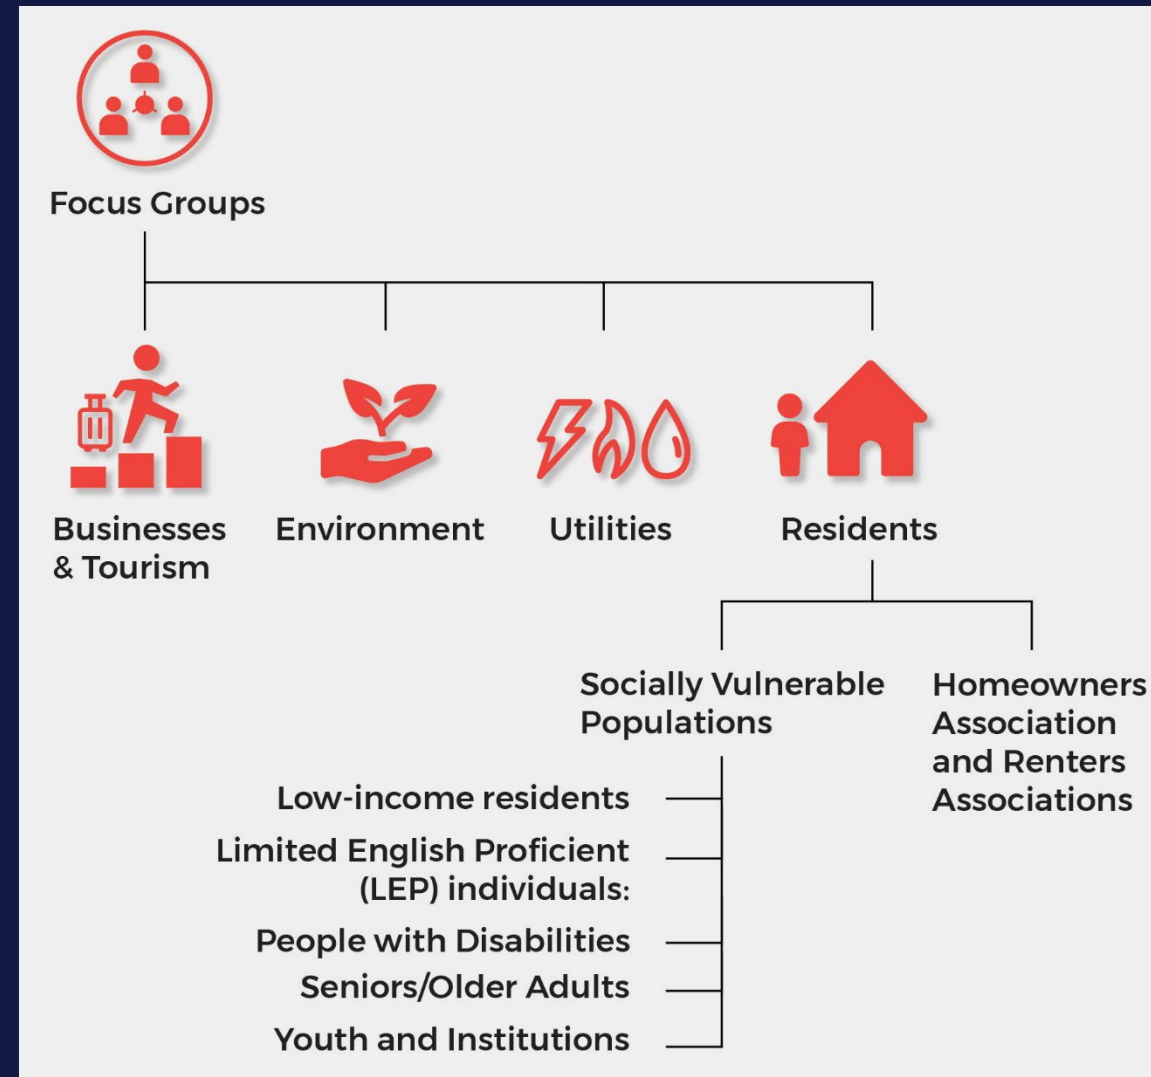 Focus Groups
Businesses
& Tourism
Environment
Utilities
Residents
Socially Vulnerable
Populations
Homeowners
Association
and Renters
Associations
Low-income residents
Limited English Proficient
(LEP) individuals:
People with Disabilities
Seniors/Older Adults
Youth and Institutions